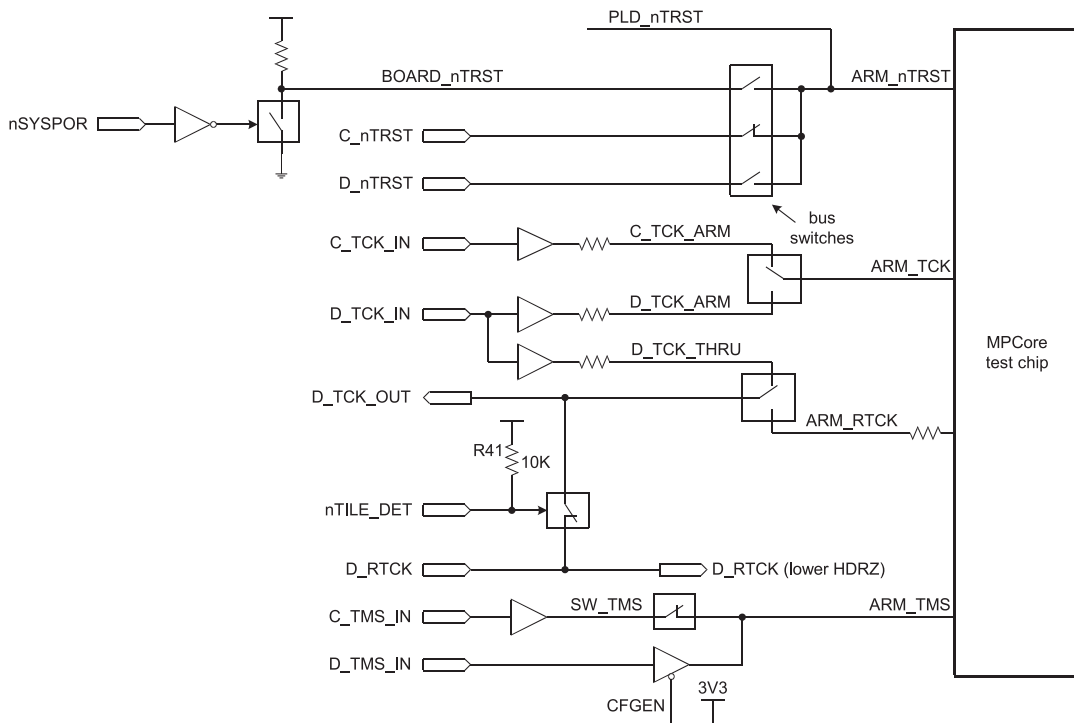 PLD_nTRST
BOARD_nTRST
ARM_nTRST
nSYSPOR
C_nTRST
D_nTRST
bus
switches
C_TCK_IN
C_TCK_ARM
ARM_TCK
D_TCK_IN
D_TCK_ARM
D_TCK_THRU
MPCore
test chip
D_TCK_OUT
ARM_RTCK
R41
10K
nTILE_DET
D_RTCK
D_RTCK (lower HDRZ)
C_TMS_IN
SW_TMS
ARM_TMS
D_TMS_IN
CFGEN
3V3